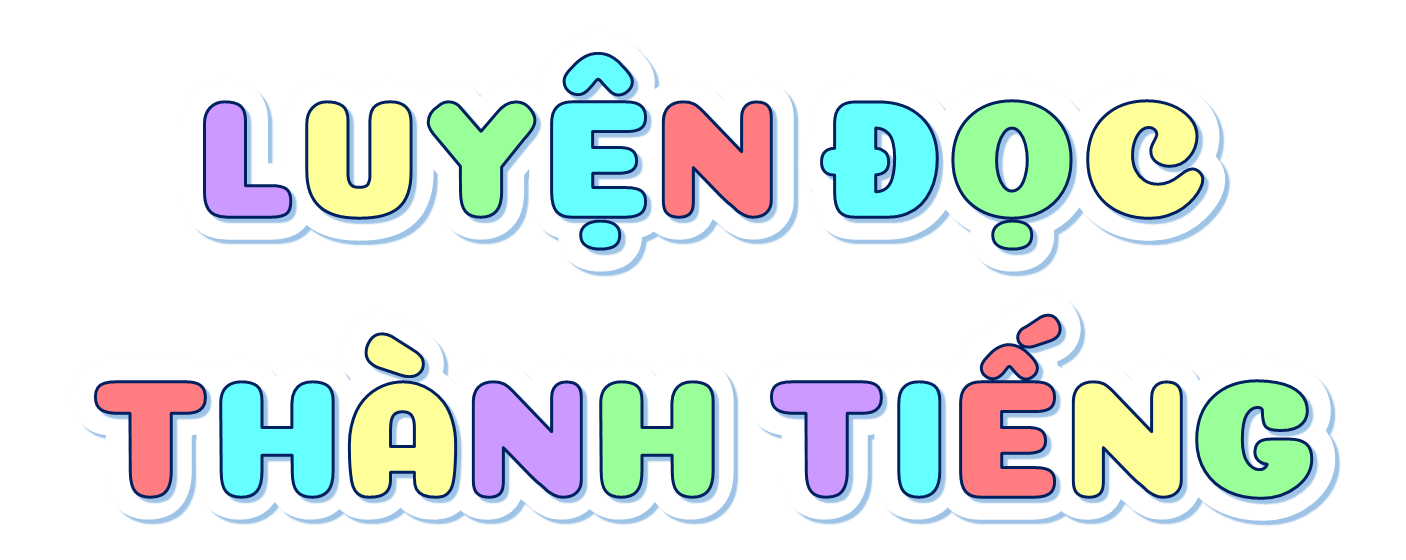 LUYỆN ĐỌC
THÀNH TIẾNG